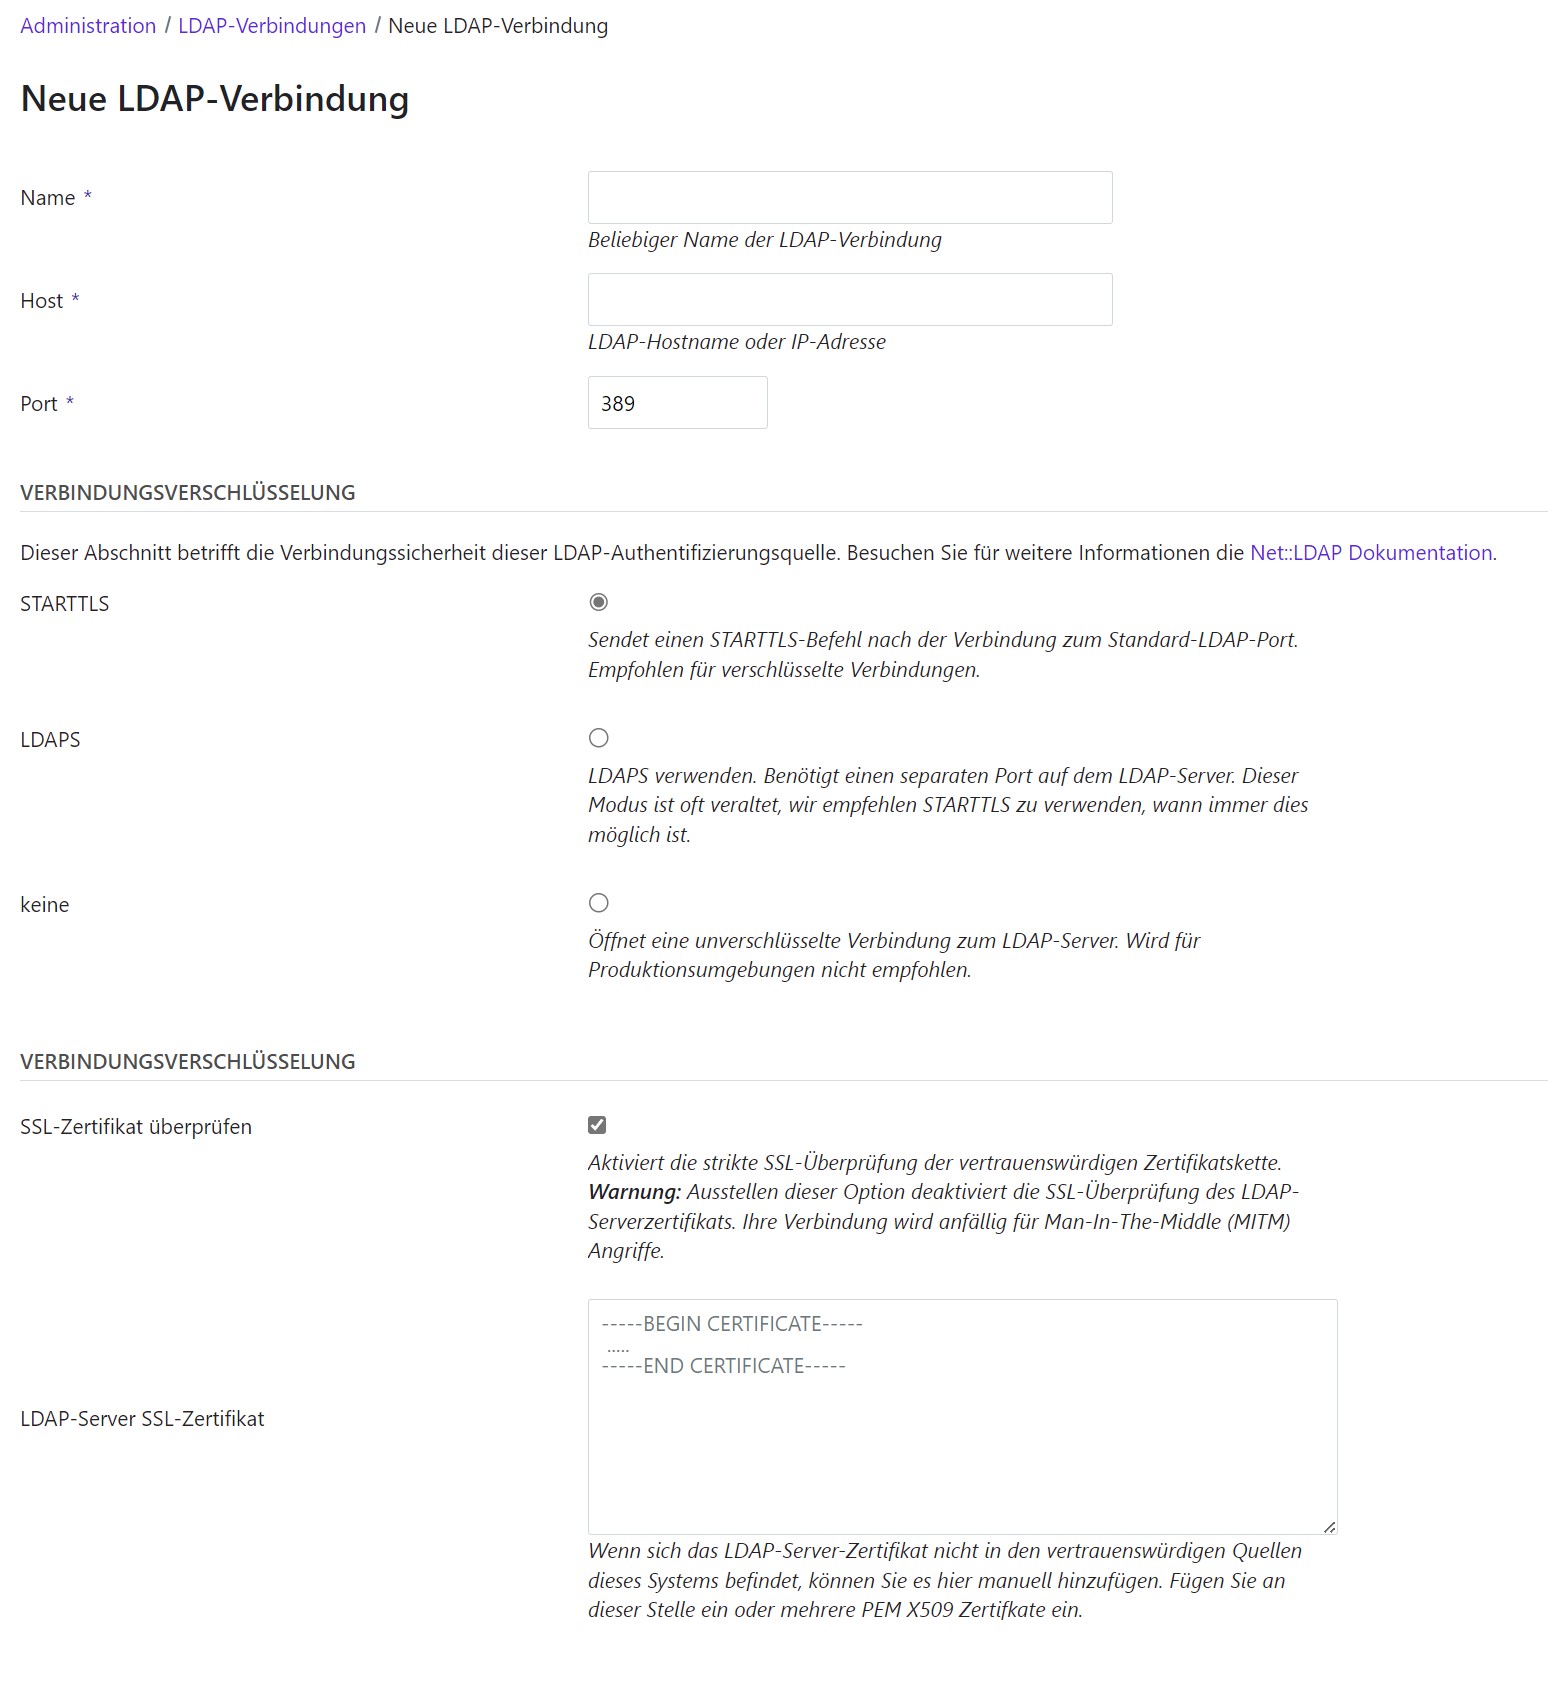 Administration / LDAP-Verbindungen / Neue LDAP-Verbindung
Neue LDAP-Verbindung
Name *
Beliebiger Name der LDAP-Verbindung
Host *
LDAP-Hostname oder IP-Adresse
Port *
389
VERBINDUNGSVERSCHLÜSSELUNG
Dieser Abschnitt betrifft die Verbindungssicherheit dieser LDAP-Authentifizierungsquelle. Besuchen Sie für weitere Informationen die Net::LDAP Dokumentation.
STARTTLS
Sendet einen STARTTLS-Befehl nach der Verbindung zum Standard-LDAP-Port.
Empfohlen für verschlüsselte Verbindungen.
LDAPS
LDAPS verwenden. Benötigt einen separaten Port auf dem LDAP-Server. Dieser
Modus ist oft veraltet, wir empfehlen STARTTLS zu verwenden, wann immer dies
möglich ist.
keine
Öffnet eine unverschlüsselte Verbindung zum LDAP-Server. Wird für
Produktionsumgebungen nicht empfohlen.
VERBINDUNGSVERSCHLÜSSELUNG
SSL-Zertifikat überprüfen
Aktiviert die strikte SSL-Überprüfung der vertrauenswürdigen Zertifikatskette.
Warnung: Ausstellen dieser Option deaktiviert die SSL-Überprüfung des LDAP-
Serverzertifikats. Ihre Verbindung wird anfällig für Man-In-The-Middle (MITM)
Angriffe.
-----BEGIN CERTIFICATE-----
.....
-----END CERTIFICATE-----
LDAP-Server SSL-Zertifikat
Wenn sich das LDAP-Server-Zertifikat nicht in den vertrauenswürdigen Quellen
dieses Systems befindet, können Sie es hier manuell hinzufügen. Fügen Sie an
dieser Stelle ein oder mehrere PEM X509 Zertifkate ein.